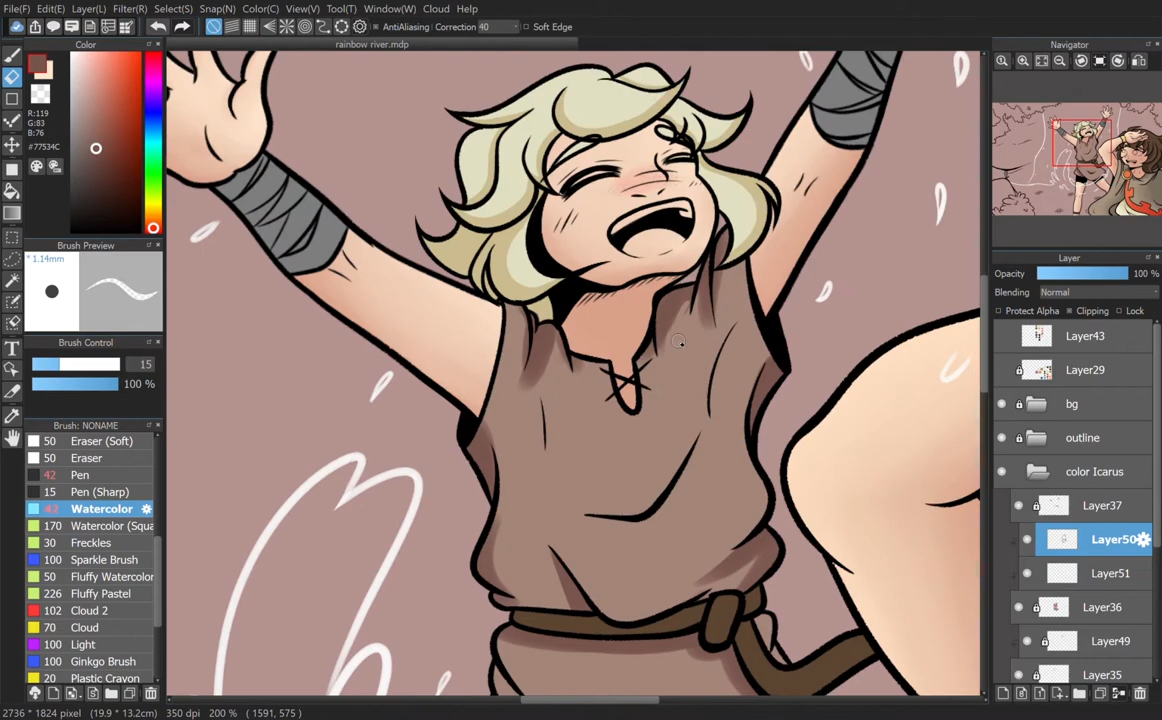 File(F) Edit(E) Layer(L) Filter(R) Select(S) Snap(N) Color(C) View(V) Tool(T) Window(W) Cloud Help
AntiAliasing Correction 40 Soft Edge
Color
rainbow river.mdp
Navigator
R:119
G:83
B:76
#77534C
Brush Preview
* 1.14mm
Layer
Opacity 100 %
Blending Normal
Protect Alpha Clipping Lock
Brush Control
15
100 %
Layer43
Layer29
bg
outline
color Icarus
Layer37
Layer50
Layer51
Layer36
Layer49
Layer35
Brush: NONAME
50 Eraser (Soft)
50 Eraser
42 Pen
15 Pen (Sharp)
42 Watercolor
170 Watercolor (Squa
30 Freckles
100 Sparkle Brush
50 Fluffy Watercolor
226 Fluffy Pastel
102 Cloud 2
70 Cloud
100 Light
100 Ginkgo Brush
20 Plastic Crayon
2736 * 1824 pixel (19.9 * 13.2cm) 350 dpi 200 % ( 1591, 575 )